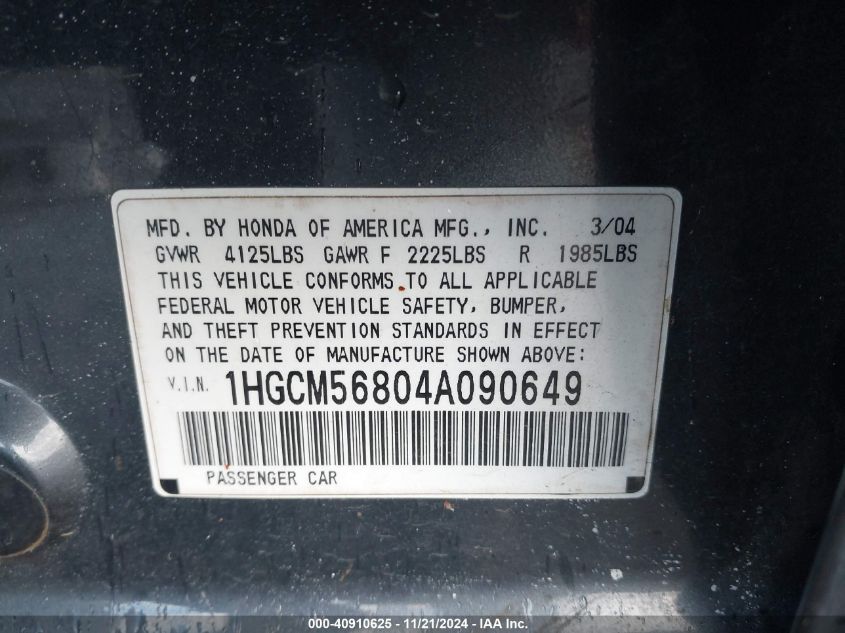 MFD. BY HONDA OF AMERICA MFG., INC. 3/04
GVWR 4125LBS GAWR F 2225LBS R 1985LBS
THIS VEHICLE CONFORMS TO ALL APPLICABLE
FEDERAL MOTOR VEHICLE SAFETY, BUMPER,
AND THEFT PREVENTION STANDARDS IN EFFECT
ON THE DATE OF MANUFACTURE SHOWN ABOVE:
V.I.N. 1HGCM56804A090649
PASSENGER CAR
000-40910625 - 11/21/2024 - IAA Inc.